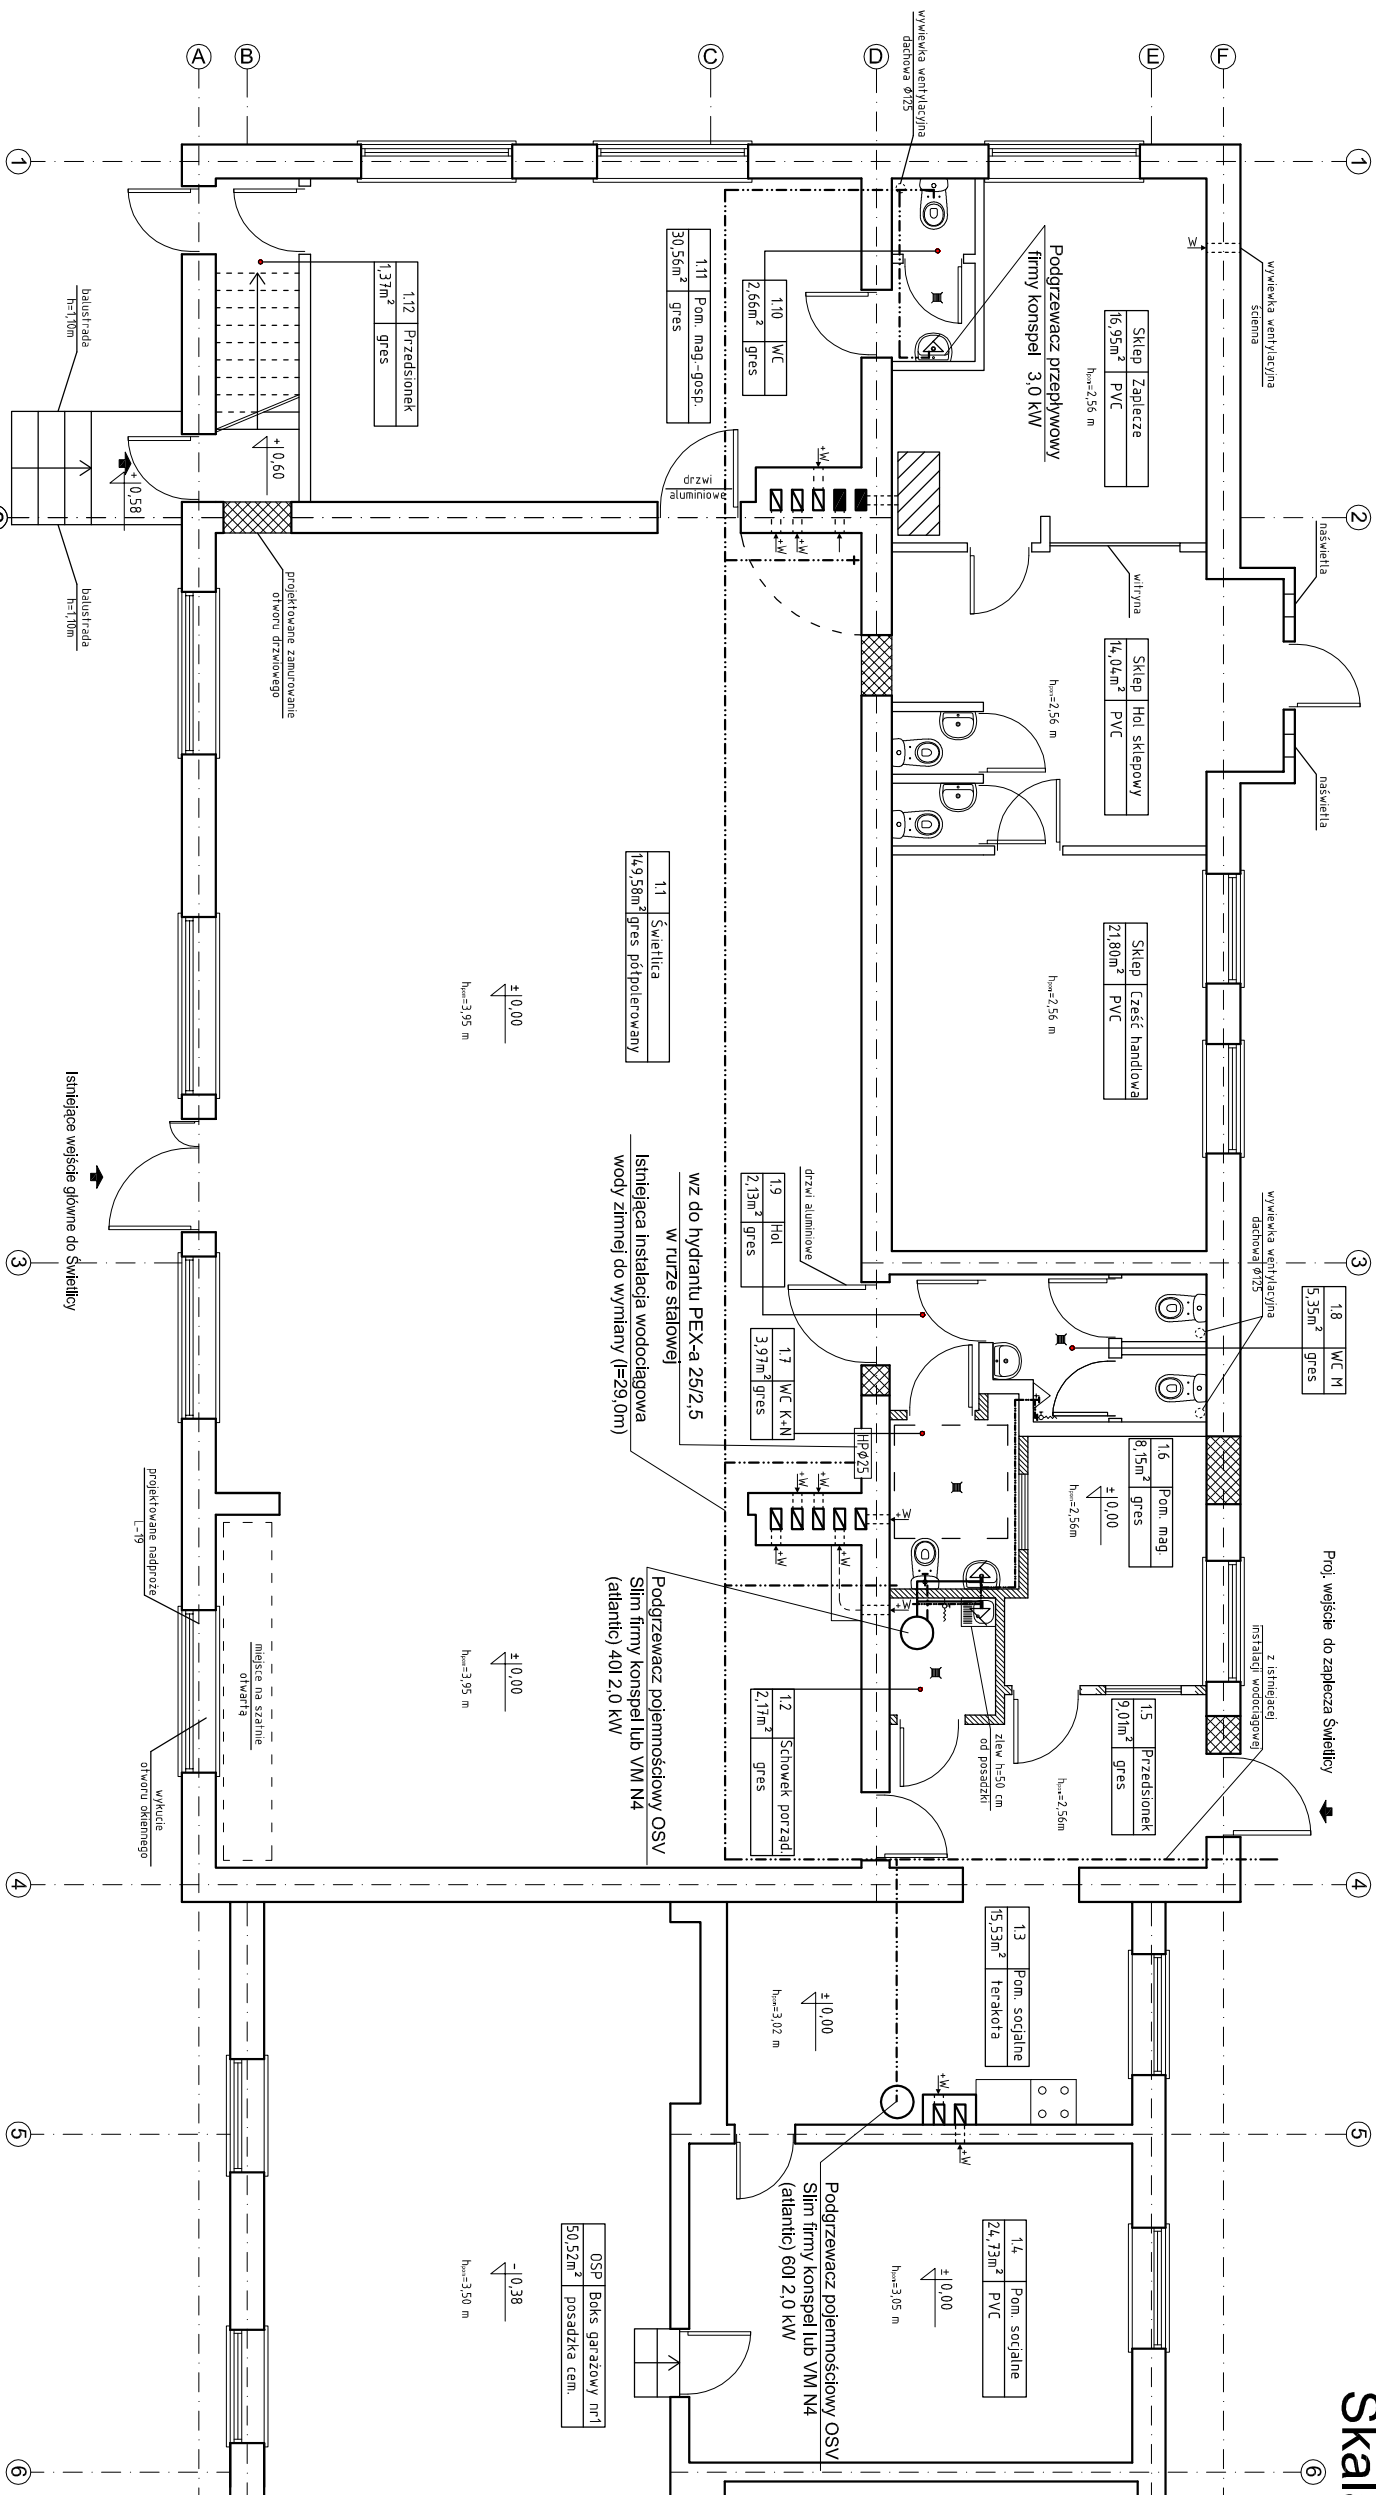 Skal
A
B
C
D
E
F
1
1
2
3
3
4
4
5
5
6
6
wywiewka wentylacyjna
dachowa Ø125
wywiewka wentylacyjna
ścienna
W
Podgrzewacz przepływowy
firmy konspel 3,0 kW
Sklep Zaplecze
16,95m² PVC
hpom=2,56 m
1.10 WC
2,66m² gres
1.11 Pom. mag.-gosp.
30,56m² gres
1.12 Przedsionek
1,37m² gres
balustrada
h=1,10m
balustrada
h=1,10m
+0,60
+0,58
drzwi
aluminiowe
+W
+W
+W
projektowane zamurowanie
otworu drzwiowego
witryna
naświetla
naświetla
Sklep Hol sklepowy
14,04m² PVC
hpom=2,56 m
Sklep Cześć handlowa
21,80m² PVC
hpom=2,56 m
1.1 Świetlica
149,58m² gres półpolerowany
±0,00
hpom=3,95 m
Istniejące wejście główne do Świetlicy
wywiewka wentylacyjna
dachowa Ø125
1.8 WC M
5,35m² gres
drzwi aluminiowe
1.9 Hol
2,13m² gres
1.7 WC K+N
3,97m² gres
HPØ25
wz do hydrantu PEX-a 25/2,5
w rurze stalowej
Istniejąca instalacja wodociągowa
wody zimnej do wymiany (l=29,0m)
1.6 Pom. mag.
8,15m² gres
±0,00
hpom=2,56m
+W
+W
+W
+W
+W
+W
Podgrzewacz pojemnościowy OSV
Slim firmy konspel lub VM N4
(atlantic) 40l 2,0 kW
1.2 Schowek porząd.
2,17m² gres
zlew h=50 cm
od posadzki
1.5 Przedsionek
9,01m² gres
hpom=2,56m
Proj. wejście do zaplecza Świetlicy
z istniejącej
instalacji wodociągowej
±0,00
hpom=3,95 m
projektowane nadproże
L-19
miejsce na szatnie
otwartą
wykucie
otworu okiennego
1.3 Pom. socjalne
15,53m² terakota
±0,00
hpom=3,02 m
+W
+W
Podgrzewacz pojemnościowy OSV
Slim firmy konspel lub VM N4
(atlantic) 60l 2,0 kW
1.4 Pom. socjalne
24,73m² PVC
±0,00
hpom=3,05 m
OSP Boks garażowy nr1
50,52m² posadzka cem.
-0,38
hpom=3,50 m